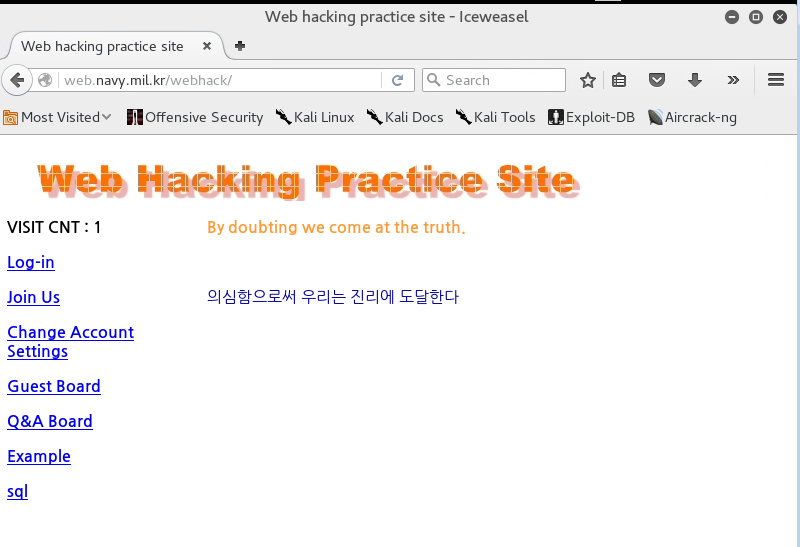 Web hacking practice site - Iceweasel
Web hacking practice site
web.navy.mil.kr/webhack/
Search
Most Visited
Offensive Security
Kali Linux
Kali Docs
Kali Tools
Exploit-DB
Aircrack-ng
Web Hacking Practice Site
VISIT CNT : 1
By doubting we come at the truth.
Log-in
Join Us
의심함으로써 우리는 진리에 도달한다
Change Account
Settings
Guest Board
Q&A Board
Example
sql